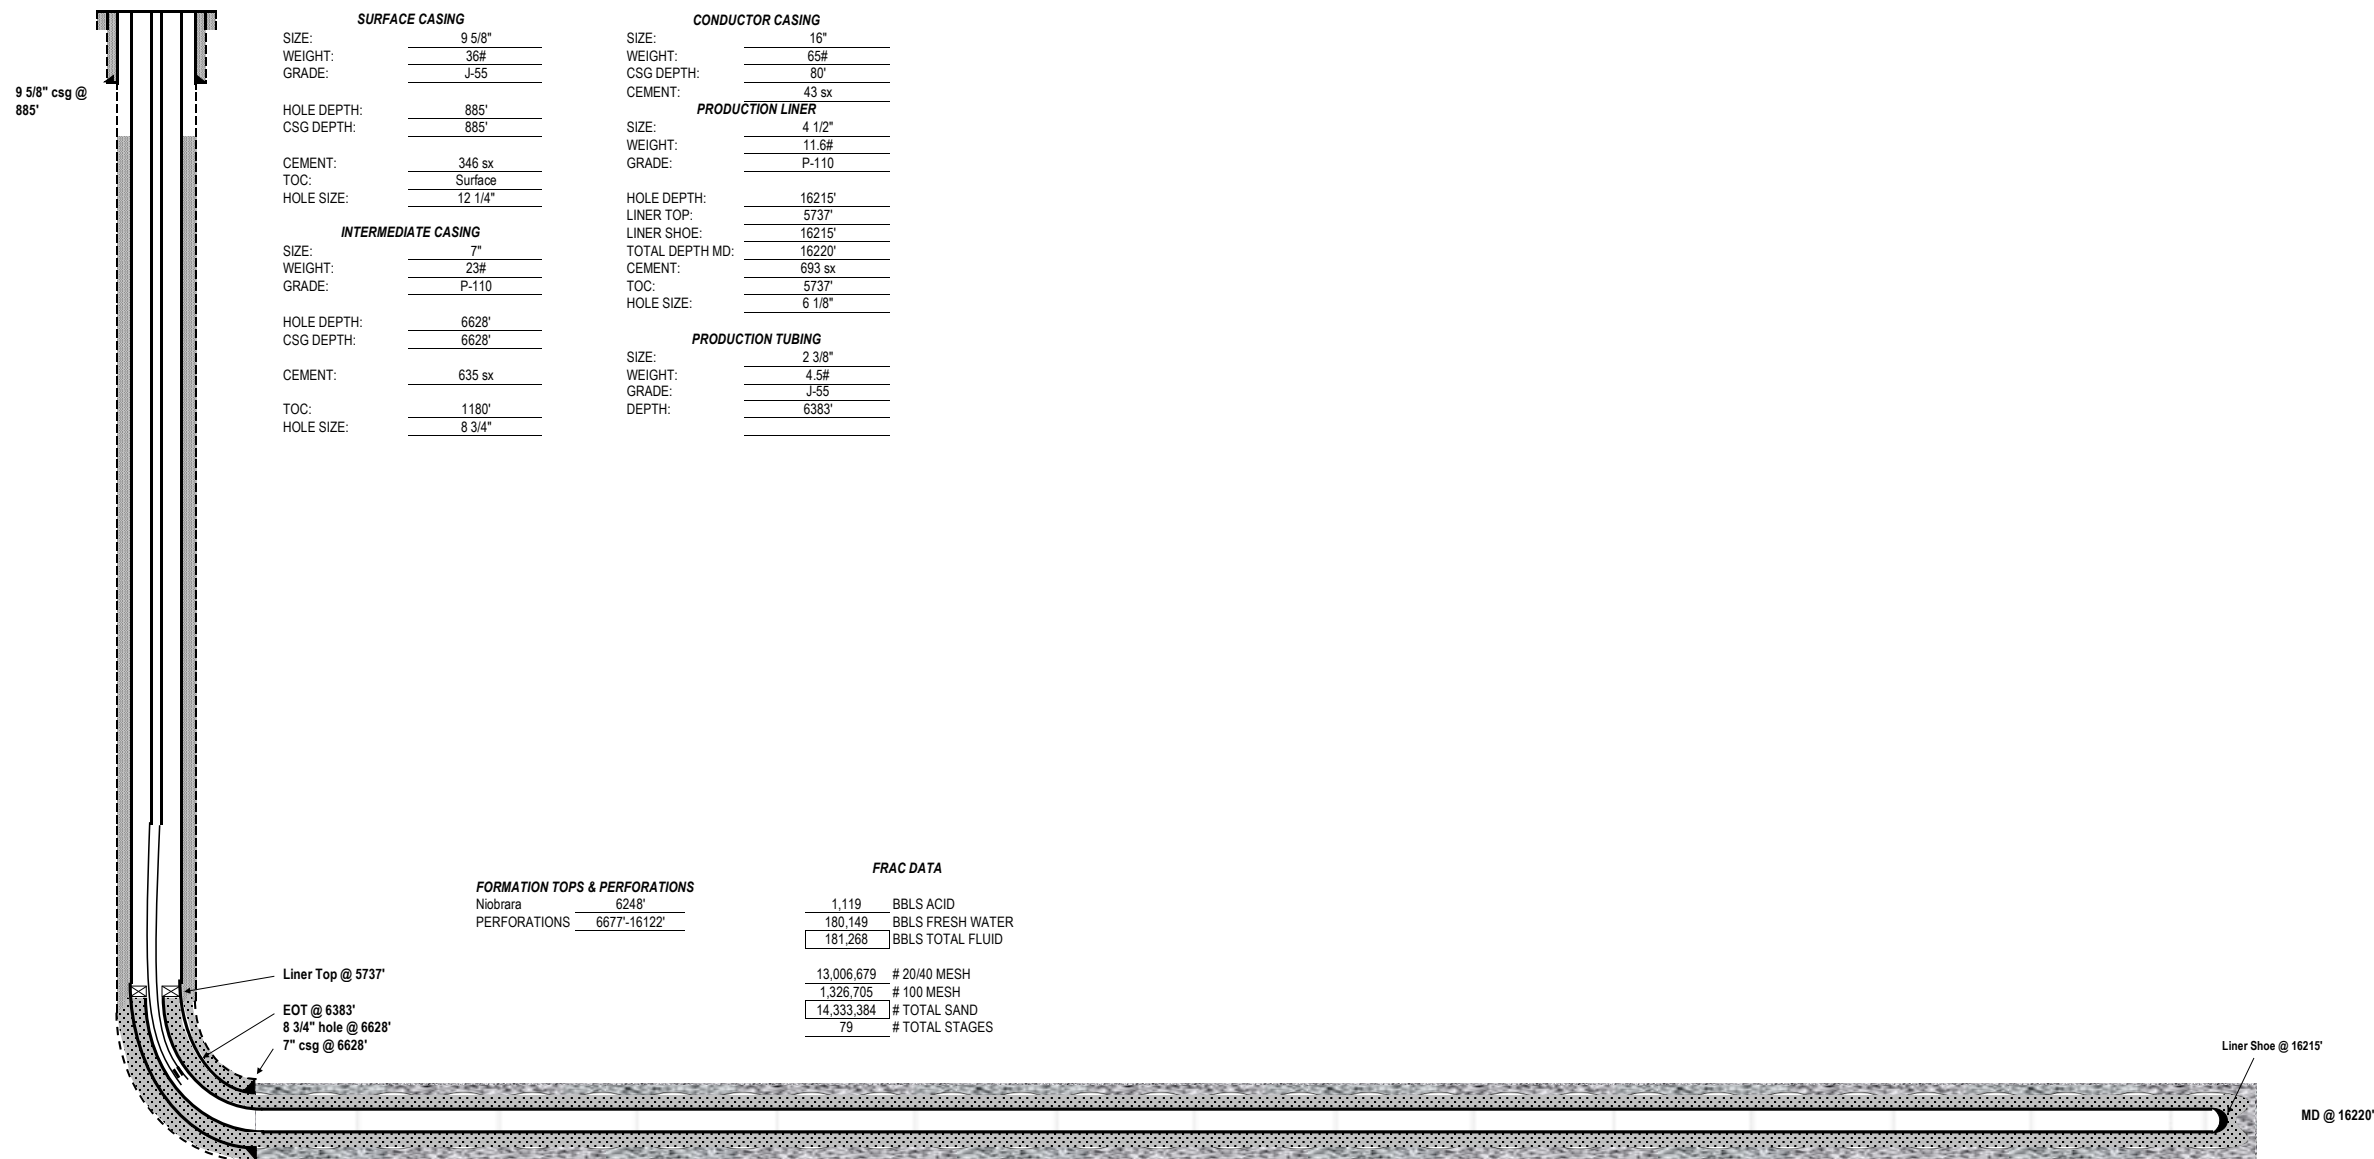 9 5/8" csg @
885'
SURFACE CASING
SIZE: 9 5/8"
WEIGHT: 36#
GRADE: J-55
HOLE DEPTH: 885'
CSG DEPTH: 885'
CEMENT: 346 sx
TOC: Surface
HOLE SIZE: 12 1/4"
INTERMEDIATE CASING
SIZE: 7"
WEIGHT: 23#
GRADE: P-110
HOLE DEPTH: 6628'
CSG DEPTH: 6628'
CEMENT: 635 sx
TOC: 1180'
HOLE SIZE: 8 3/4"
CONDUCTOR CASING
SIZE: 16"
WEIGHT: 65#
CSG DEPTH: 80'
CEMENT: 43 sx
PRODUCTION LINER
SIZE: 4 1/2"
WEIGHT: 11.6#
GRADE: P-110
HOLE DEPTH: 16215'
LINER TOP: 5737'
LINER SHOE: 16215'
TOTAL DEPTH MD: 16220'
CEMENT: 693 sx
TOC: 5737'
HOLE SIZE: 6 1/8"
PRODUCTION TUBING
SIZE: 2 3/8"
WEIGHT: 4.5#
GRADE: J-55
DEPTH: 6383'
FORMATION TOPS & PERFORATIONS
Niobrara 6248'
PERFORATIONS 6677'-16122'
FRAC DATA
1,119 BBLS ACID
180,149 BBLS FRESH WATER
181,268 BBLS TOTAL FLUID
13,006,679 # 20/40 MESH
1,326,705 # 100 MESH
14,333,384 # TOTAL SAND
79 # TOTAL STAGES
Liner Top @ 5737'
EOT @ 6383'
8 3/4" hole @ 6628'
7" csg @ 6628'
Liner Shoe @ 16215'
MD @ 16220'